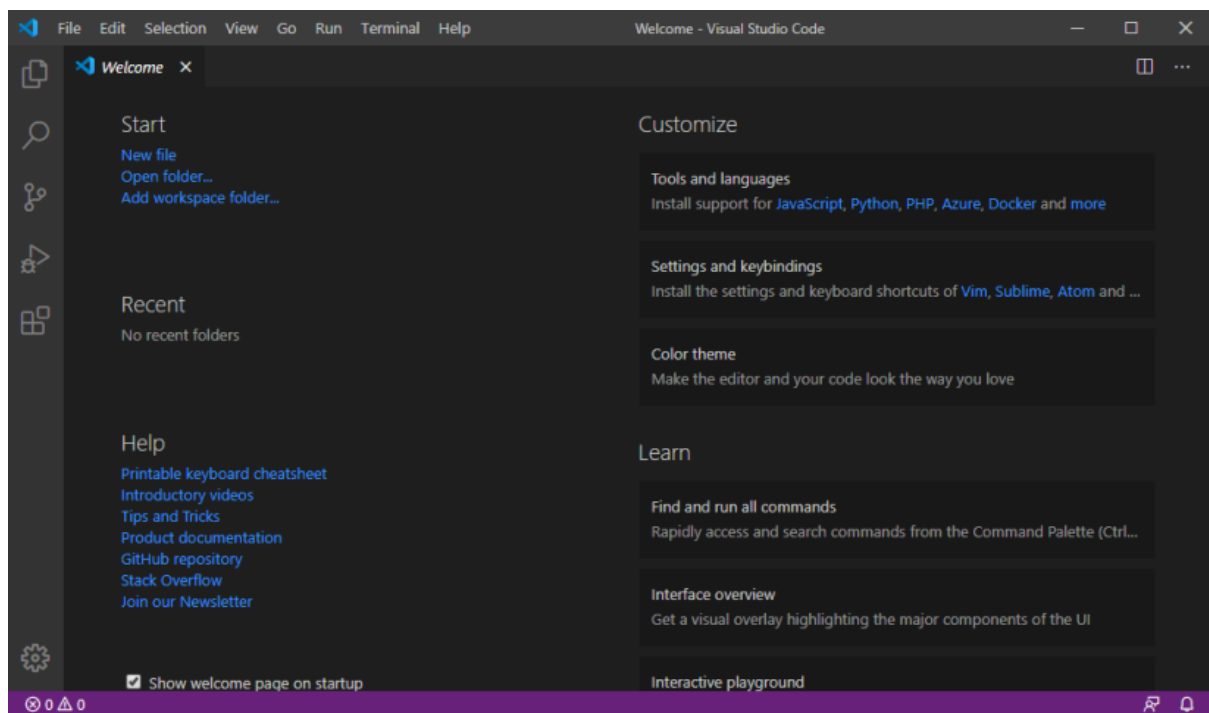 File Edit Selection View Go Run Terminal Help
Welcome - Visual Studio Code
Welcome
Start
New file
Open folder...
Add workspace folder...
Recent
No recent folders
Help
Printable keyboard cheatsheet
Introductory videos
Tips and Tricks
Product documentation
GitHub repository
Stack Overflow
Join our Newsletter
Show welcome page on startup
Customize
Tools and languages
Install support for JavaScript, Python, PHP, Azure, Docker and more
Settings and keybindings
Install the settings and keyboard shortcuts of Vim, Sublime, Atom and ...
Color theme
Make the editor and your code look the way you love
Learn
Find and run all commands
Rapidly access and search commands from the Command Palette (Ctrl...
Interface overview
Get a visual overlay highlighting the major components of the UI
Interactive playground
0 0